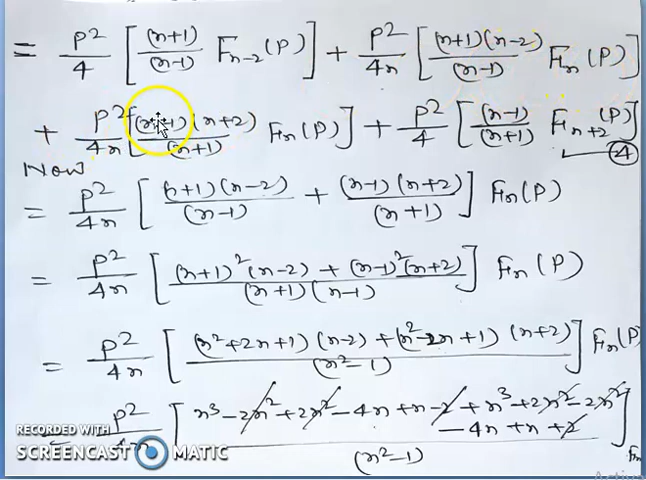 = P²/4 [ (n+1)/(n-1) Fn-2(P) ] + P²/4n [ (n+1)(n-2)/(n-1) Fn(P) ]
+ P²/4n [ (n-1)(n+2)/(n+1) Fn(P) ] + P²/4 [ (n-1)/(n+1) Fn+2(P) ] (4)
Now
= P²/4n [ (n+1)(n-2)/(n-1) + (n-1)(n+2)/(n+1) ] Fn(P)
= P²/4n [ (n+1)²(n-2) + (n-1)²(n+2) / (n+1)(n-1) ] Fn(P)
= P²/4n [ (n²+2n+1)(n-2) + (n²-2n+1)(n+2) / (n²-1) ] Fn(P
= P²/4n [ n³-2n²+2n²-4n+n-2+n³+2n²-2n²-4n+n+2 / (n²-1) ] Fn
RECORDED WITH
SCREENCAST MATIC